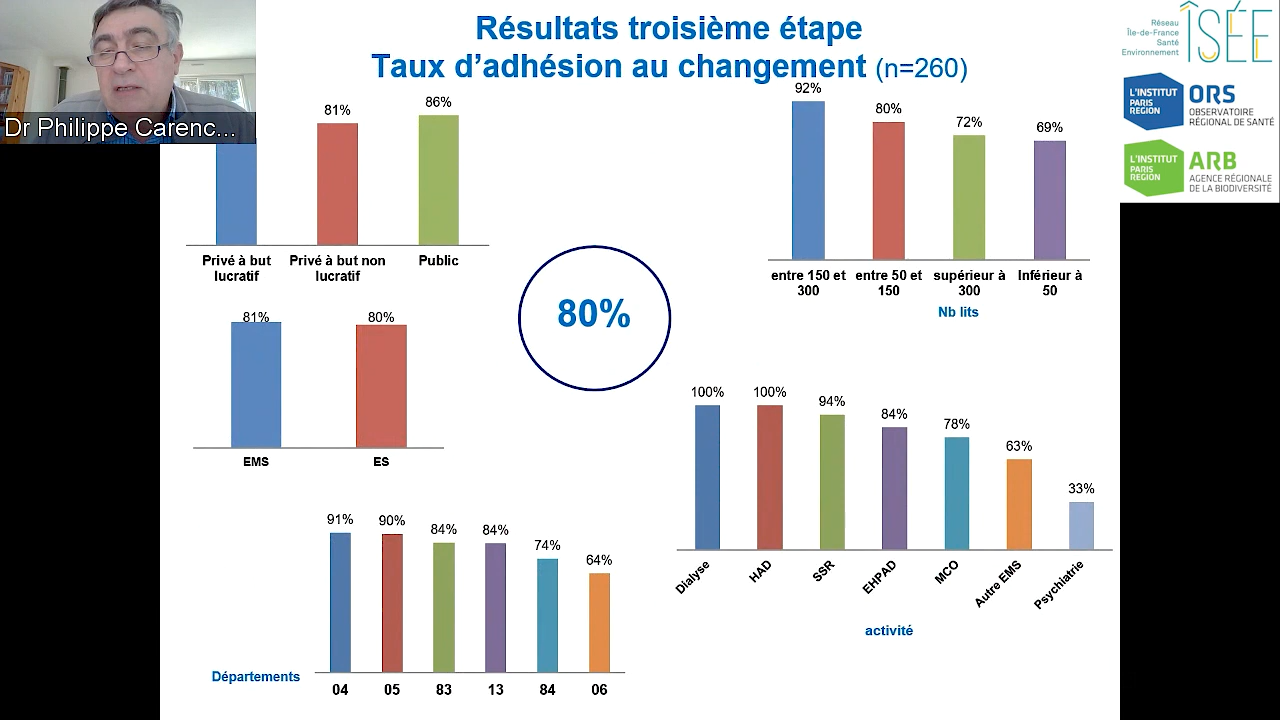 Résultats troisième étape
Taux d’adhésion au changement (n=260)
Dr Philippe Carenc...
Réseau
Île-de-France
Santé
Environnement
ÎSÉE
L'INSTITUT
PARIS
REGION
ORS
OBSERVATOIRE
RÉGIONAL DE SANTÉ
L'INSTITUT
PARIS
REGION
ARB
AGENCE RÉGIONALE
DE LA BIODIVERSITÉ
81%
86%
Privé à but
lucratif
Privé à but non
lucratif
Public
92%
80%
72%
69%
entre 150 et
300
entre 50 et
150
supérieur à
300
Inférieur à
50
Nb lits
80%
81%
80%
EMS
ES
100%
100%
94%
84%
78%
63%
33%
Dialyse
HAD
SSR
EHPAD
MCO
Autre EMS
Psychiatrie
activité
91%
90%
84%
84%
74%
64%
Départements
04
05
83
13
84
06